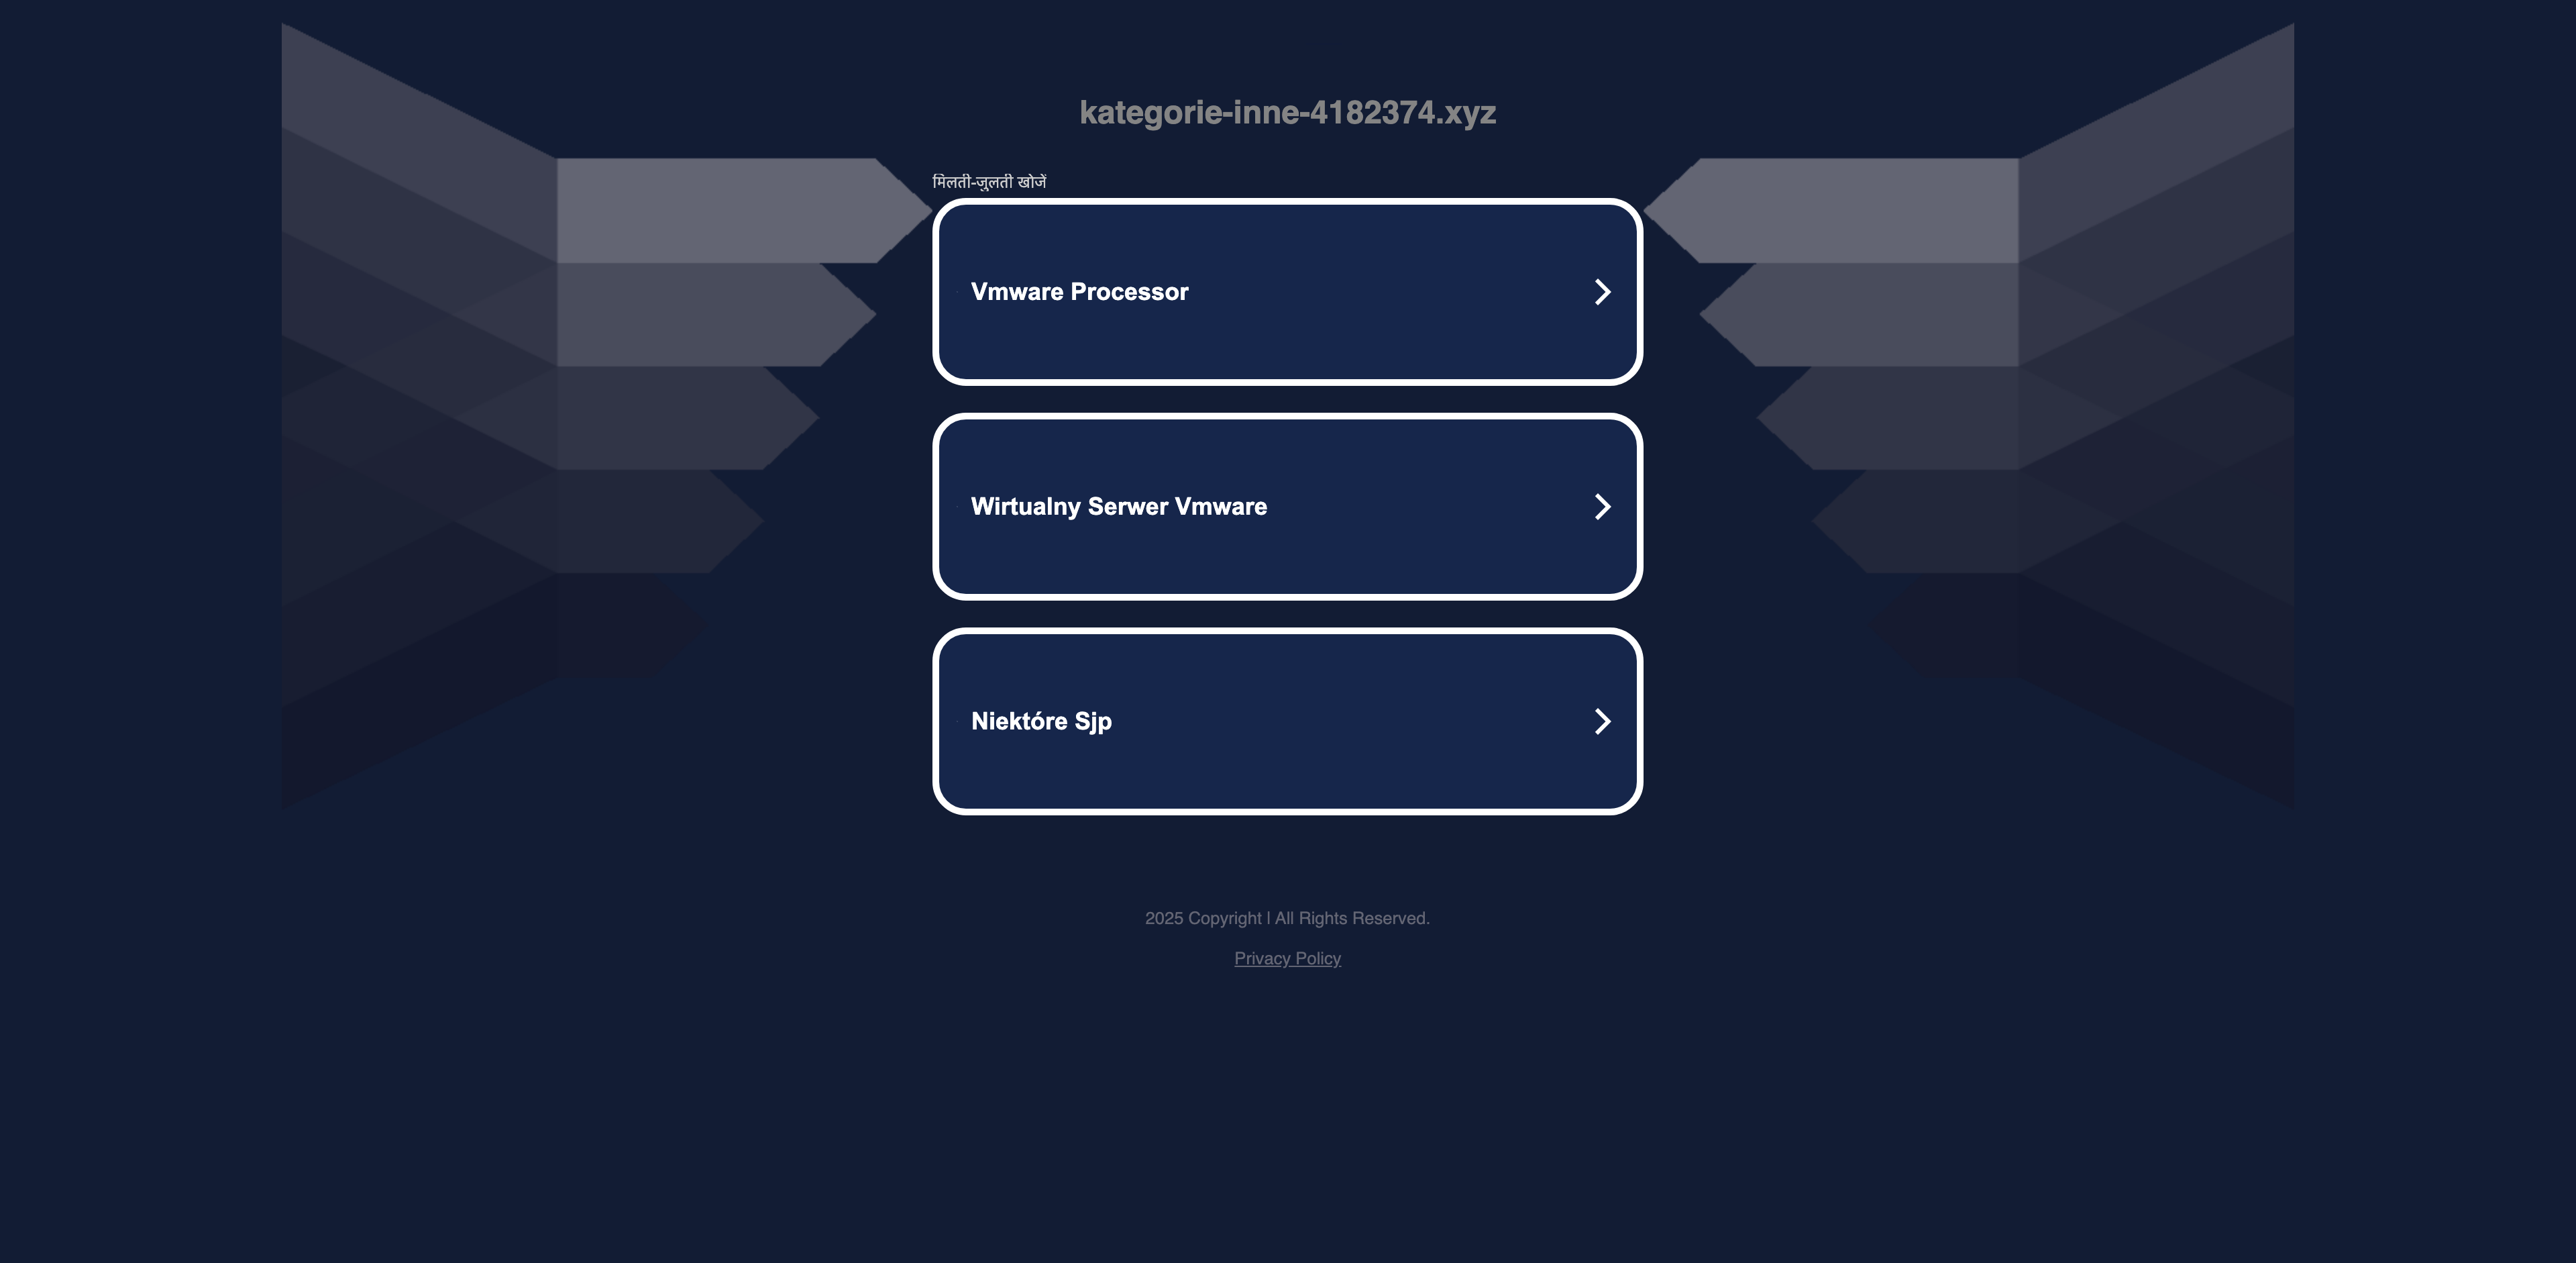 kategorie-inne-4182374.xyz
मिलती-जुलती खोजें
Vmware Processor
Wirtualny Serwer Vmware
Niektóre Sjp
2025 Copyright | All Rights Reserved.
Privacy Policy